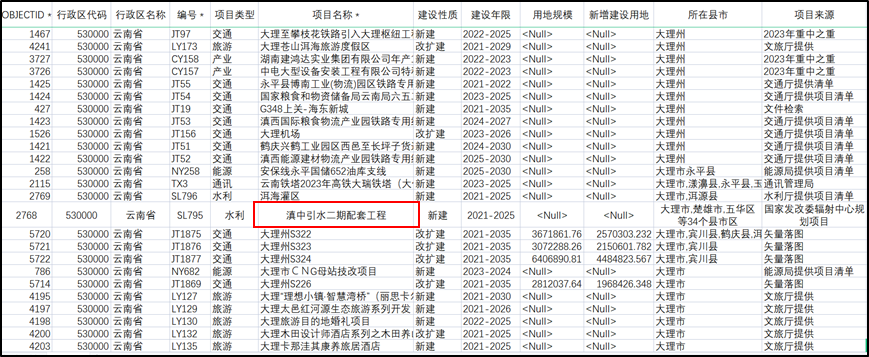 OBJECTID * 行政区代码 行政区名称 编号 * 项目类型 项目名称 * 建设性质 建设年限 用地规模 新增建设用地 所在县市 项目来源
1467 530000 云南省 JT97 交通 大理至攀枝花铁路引入大理枢纽工程 新建 2022-2025 <Null> <Null> 大理州 2023年重中之重
4241 530000 云南省 LY173 旅游 大理苍山洱海旅游度假区 改扩建 2021-2029 <Null> <Null> 大理州 文旅厅提供
3727 530000 云南省 CY158 产业 湖南建鸿达实业集团有限公司年产 新建 2022-2023 <Null> <Null> 大理州 2023年重中之重
3726 530000 云南省 CY157 产业 中电大型设备安装工程有限公司特 新建 2022-2023 <Null> <Null> 大理州 2023年重中之重
1425 530000 云南省 JT55 交通 永平县博南工业(物流)园区铁路专用 新建 2021-2022 <Null> <Null> 大理州 交通厅提供清单
1424 530000 云南省 JT54 交通 国家粮食和物资储备局云南局六五 新建 2021-2025 <Null> <Null> 大理州 交通厅提供项目清单
427 530000 云南省 JT19 交通 G348上关- 海东新城 新建 2021-2035 <Null> <Null> 大理州 文件检索
1423 530000 云南省 JT53 交通 滇西国际粮食物流产业园铁路专用 新建 2024-2027 <Null> <Null> 大理州 交通厅提供项目清单
1526 530000 云南省 JT156 交通 大理机场 改扩建 2023-2026 <Null> <Null> 大理州 交通厅提供项目清单
1421 530000 云南省 JT51 交通 鹤庆兴鹤工业园区西邑至长坪子货 新建 2021-2024 <Null> <Null> 大理州 交通厅提供项目清单
1422 530000 云南省 JT52 交通 滇西能源建材物流产业园铁路专用 新建 2021-2025 <Null> <Null> 大理州 交通厅提供项目清单
258 530000 云南省 NY258 能源 安保线永平国储652油库支线 新建 2021-2030 <Null> <Null> 大理市永平县 能源局提供项目清单
2115 530000 云南省 TX3 通讯 云南铁塔2023年高铁大瑞铁塔（大 新建 2023-2025 <Null> <Null> 大理市,漾濞县,永平县,玉 通讯管理局
2769 530000 云南省 SL796 水利 洱海灌区 新建 2021-2035 <Null> <Null> 大理市,洱源县 水利厅提供项目清单
2768 530000 云南省 SL795 水利 滇中引水二期配套工程 新建 2021-2025 <Null> <Null> 大理市,楚雄市,五华区等34个县市区 国家发改委辐射中心规划项目
5720 530000 云南省 JT1875 交通 大理州S322 改扩建 2021-2035 3671861.76 2570303.232 大理市,宾川县,鹤庆县,洱 矢量落图
5721 530000 云南省 JT1876 交通 大理州S323 改扩建 2021-2035 3072288.26 2150601.782 大理市,宾川县 矢量落图
5722 530000 云南省 JT1877 交通 大理州S324 改扩建 2021-2035 6406890.81 4484823.567 大理市,宾川县 矢量落图
786 530000 云南省 NY682 能源 大理市ＣＮG母站技改项目 新建 2023-2024 <Null> <Null> 大理市 能源局提供项目清单
5714 530000 云南省 JT1869 交通 大理州S226 改扩建 2021-2035 2812037.64 1968426.348 大理市 矢量落图
4195 530000 云南省 LY127 旅游 大理“理想小镇·智慧湾桥”（丽思卡尔 新建 2021-2030 <Null> <Null> 大理市 文旅厅提供
4197 530000 云南省 LY129 旅游 大理大邑红河源生态旅游系列开发 新建 2021-2030 <Null> <Null> 大理市 文旅厅提供
4198 530000 云南省 LY130 旅游 大理旅游目的地婚礼项目 新建 2022-2035 <Null> <Null> 大理市 文旅厅提供
4200 530000 云南省 LY132 旅游 大理木田设计师酒店系列之木田养 改扩建 2022-2025 <Null> <Null> 大理市 文旅厅提供
4203 530000 云南省 LY135 旅游 大理卡那洼其康养旅居酒店 新建 2021-2025 <Null> <Null> 大理市 文旅厅提供